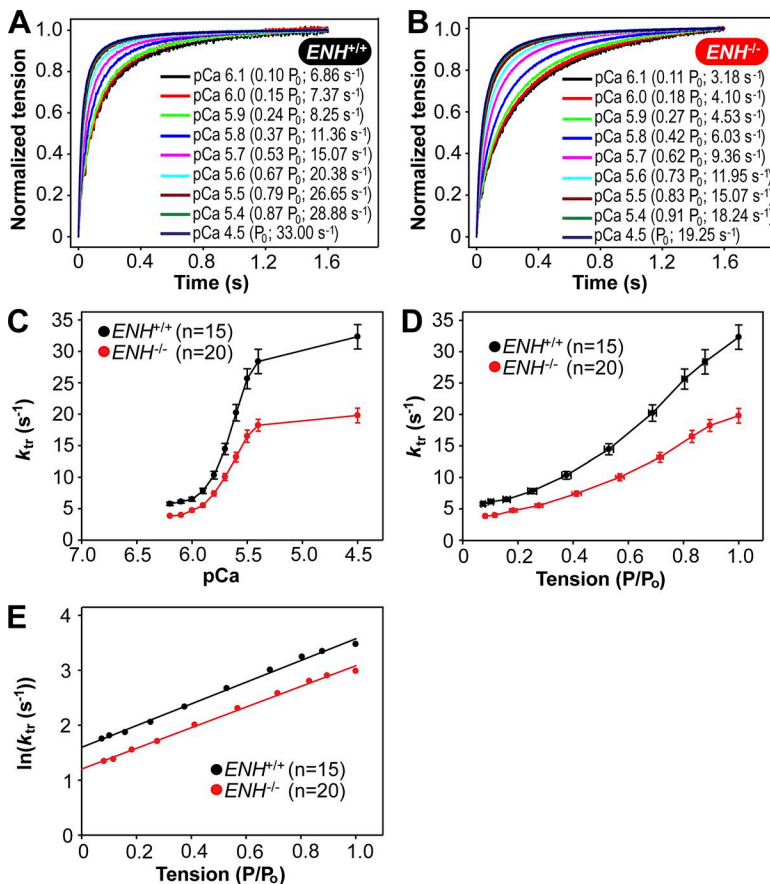 A
ENH+/+
Normalized tension
1.0
0.8
0.6
0.4
0.2
0
pCa 6.1 (0.10 P₀; 6.86 s⁻¹)
pCa 6.0 (0.15 P₀; 7.37 s⁻¹)
pCa 5.9 (0.24 P₀; 8.25 s⁻¹)
pCa 5.8 (0.37 P₀; 11.36 s⁻¹)
pCa 5.7 (0.53 P₀; 15.07 s⁻¹)
pCa 5.6 (0.67 P₀; 20.38 s⁻¹)
pCa 5.5 (0.79 P₀; 26.65 s⁻¹)
pCa 5.4 (0.87 P₀; 28.88 s⁻¹)
pCa 4.5 (P₀; 33.00 s⁻¹)
0 0.4 0.8 1.2 1.6
Time (s)
B
ENH-/-
Normalized tension
1.0
0.8
0.6
0.4
0.2
0
pCa 6.1 (0.11 P₀; 3.18 s⁻¹)
pCa 6.0 (0.18 P₀; 4.10 s⁻¹)
pCa 5.9 (0.27 P₀; 4.53 s⁻¹)
pCa 5.8 (0.42 P₀; 6.03 s⁻¹)
pCa 5.7 (0.62 P₀; 9.36 s⁻¹)
pCa 5.6 (0.73 P₀; 11.95 s⁻¹)
pCa 5.5 (0.83 P₀; 15.07 s⁻¹)
pCa 5.4 (0.91 P₀; 18.24 s⁻¹)
pCa 4.5 (P₀; 19.25 s⁻¹)
0 0.4 0.8 1.2 1.6
Time (s)
C
ENH+/+ (n=15)
ENH-/- (n=20)
kₜᵣ (s⁻¹)
35
30
25
20
15
10
5
0
7.0 6.5 6.0 5.5 5.0 4.5
pCa
D
ENH+/+ (n=15)
ENH-/- (n=20)
kₜᵣ (s⁻¹)
35
30
25
20
15
10
5
0
0 0.2 0.4 0.6 0.8 1.0
Tension (P/P₀)
E
ln(kₜᵣ (s⁻¹))
4
3
2
1
0
ENH+/+ (n=15)
ENH-/- (n=20)
0 0.2 0.4 0.6 0.8 1.0
Tension (P/P₀)